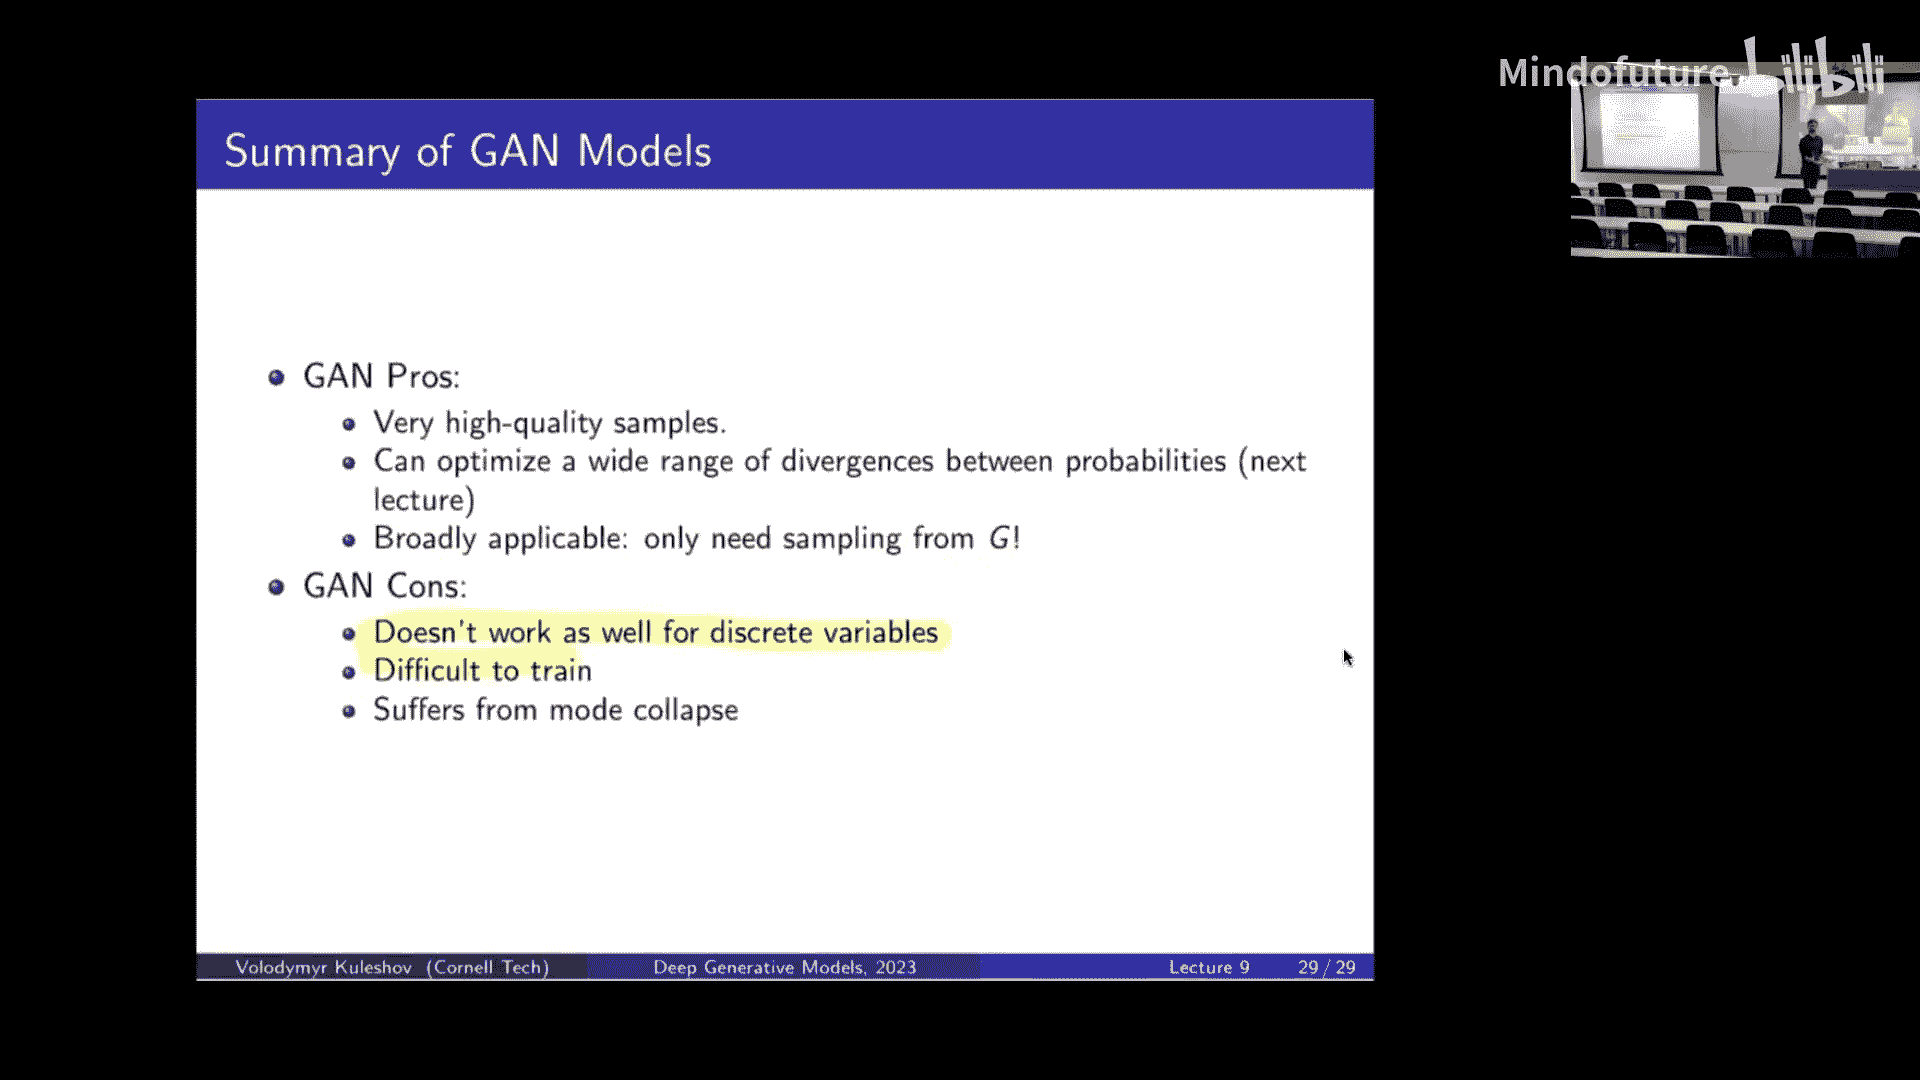 Mindofuture
bilibili
Summary of GAN Models
GAN Pros:
Very high-quality samples.
Can optimize a wide range of divergences between probabilities (next
lecture)
Broadly applicable: only need sampling from G!
GAN Cons:
Doesn't work as well for discrete variables
Difficult to train
Suffers from mode collapse
Volodymyr Kuleshov (Cornell Tech)
Deep Generative Models, 2023
Lecture 9
29 / 29